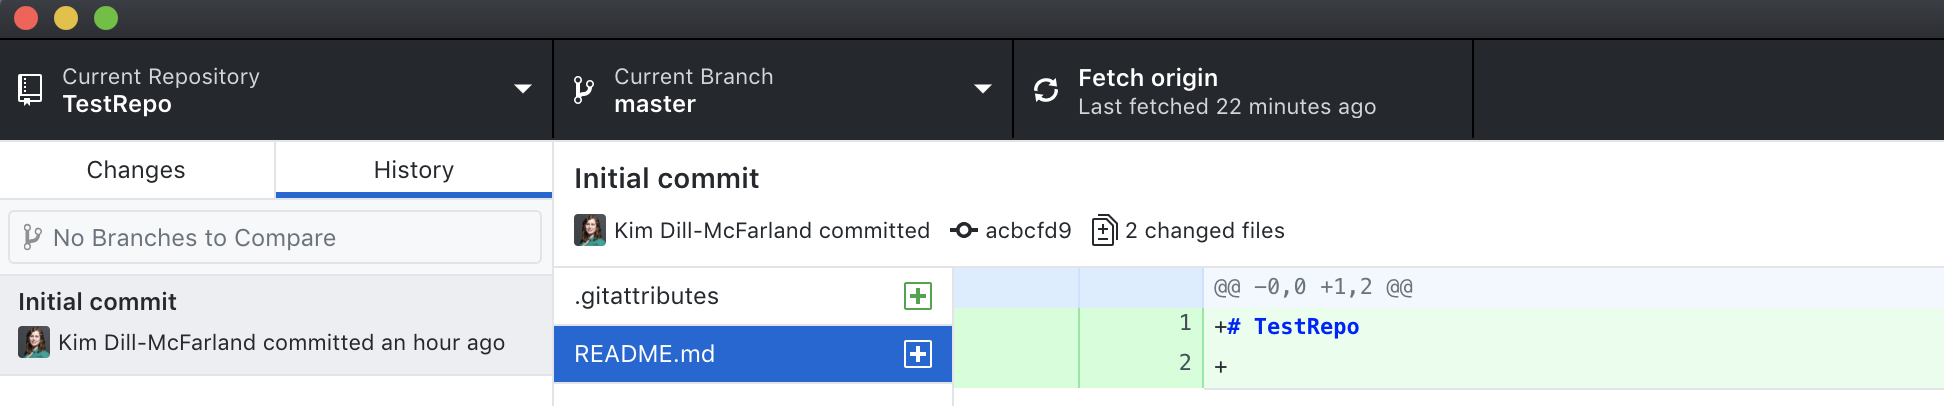 Current Repository
TestRepo
Current Branch
master
Fetch origin
Last fetched 22 minutes ago
Changes
History
No Branches to Compare
Initial commit
Kim Dill-McFarland committed an hour ago
Initial commit
Kim Dill-McFarland committed acbcfd9 2 changed files
.gitattributes
README.md
@@ -0,0 +1,2 @@
1 +# TestRepo
2 +